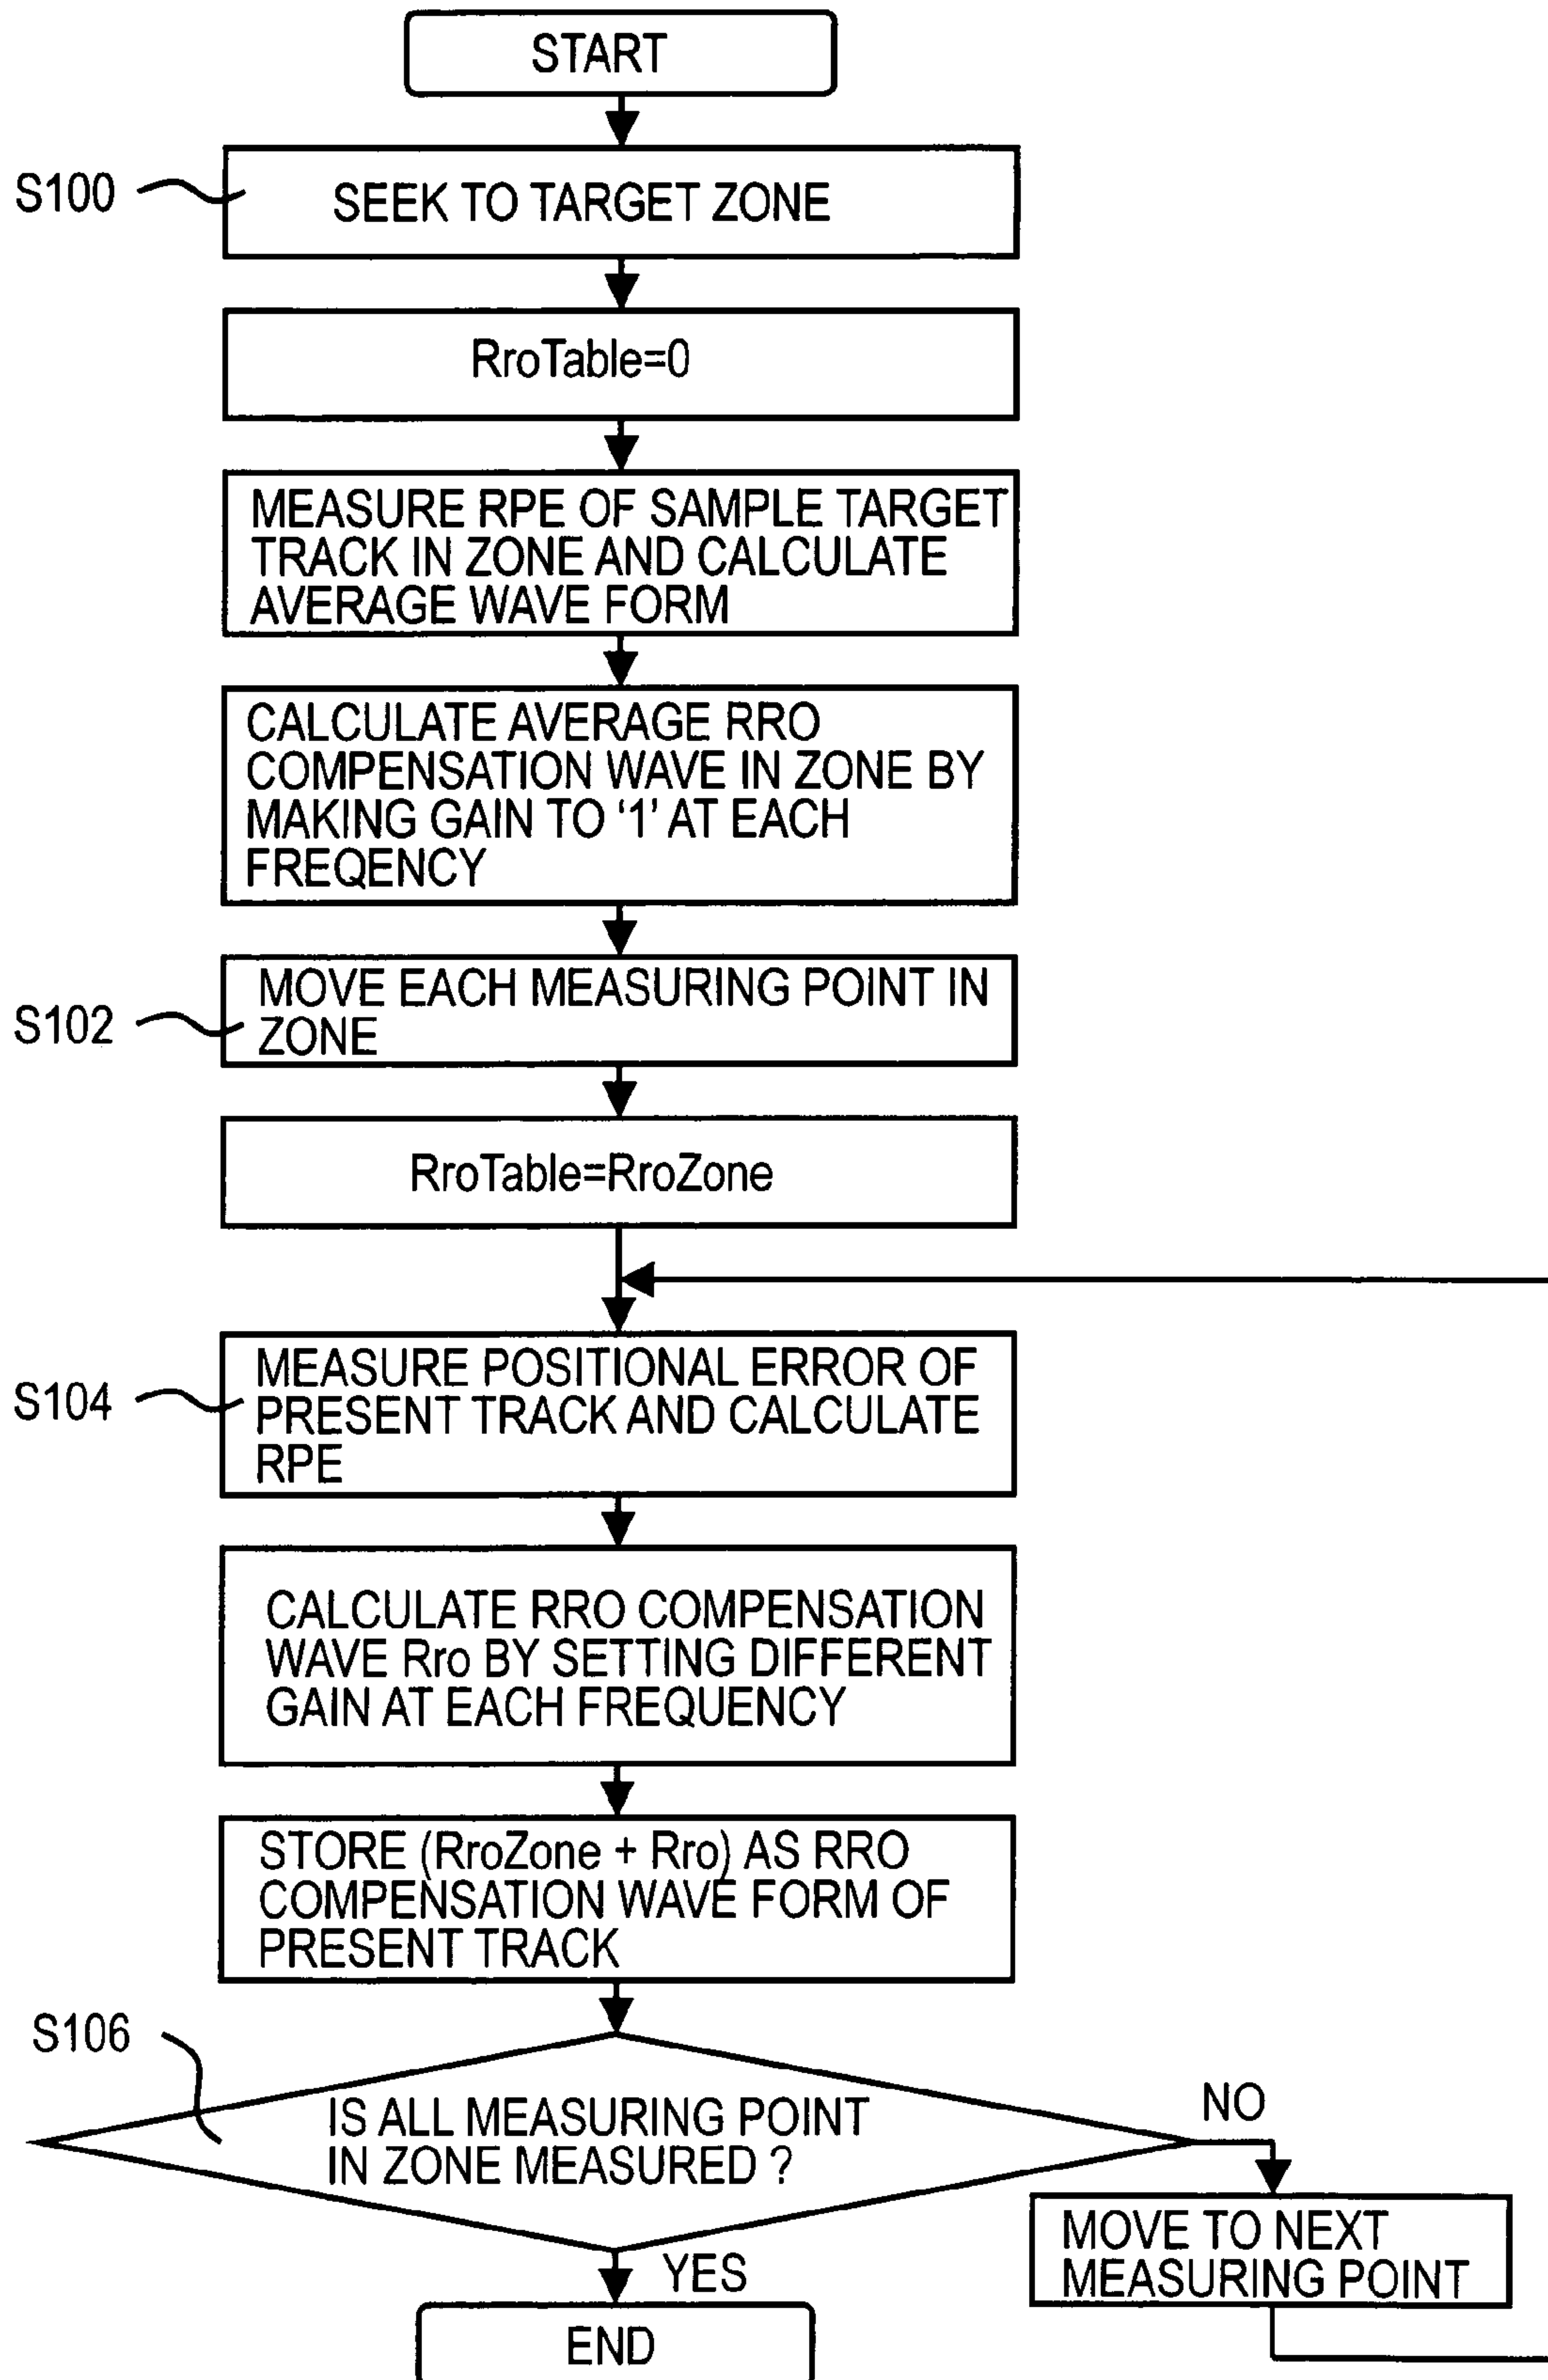 START
S100
SEEK TO TARGET ZONE
RroTable=0
MEASURE RPE OF SAMPLE TARGET
TRACK IN ZONE AND CALCULATE
AVERAGE WAVE FORM
CALCULATE AVERAGE RRO
COMPENSATION WAVE IN ZONE BY
MAKING GAIN TO ‘1’ AT EACH
FREQENCY
S102
MOVE EACH MEASURING POINT IN
ZONE
RroTable=RroZone
S104
MEASURE POSITIONAL ERROR OF
PRESENT TRACK AND CALCULATE
RPE
CALCULATE RRO COMPENSATION
WAVE Rro BY SETTING DIFFERENT
GAIN AT EACH FREQUENCY
STORE (RroZone + Rro) AS RRO
COMPENSATION WAVE FORM OF
PRESENT TRACK
S106
IS ALL MEASURING POINT
IN ZONE MEASURED ?
NO
MOVE TO NEXT
MEASURING POINT
YES
END